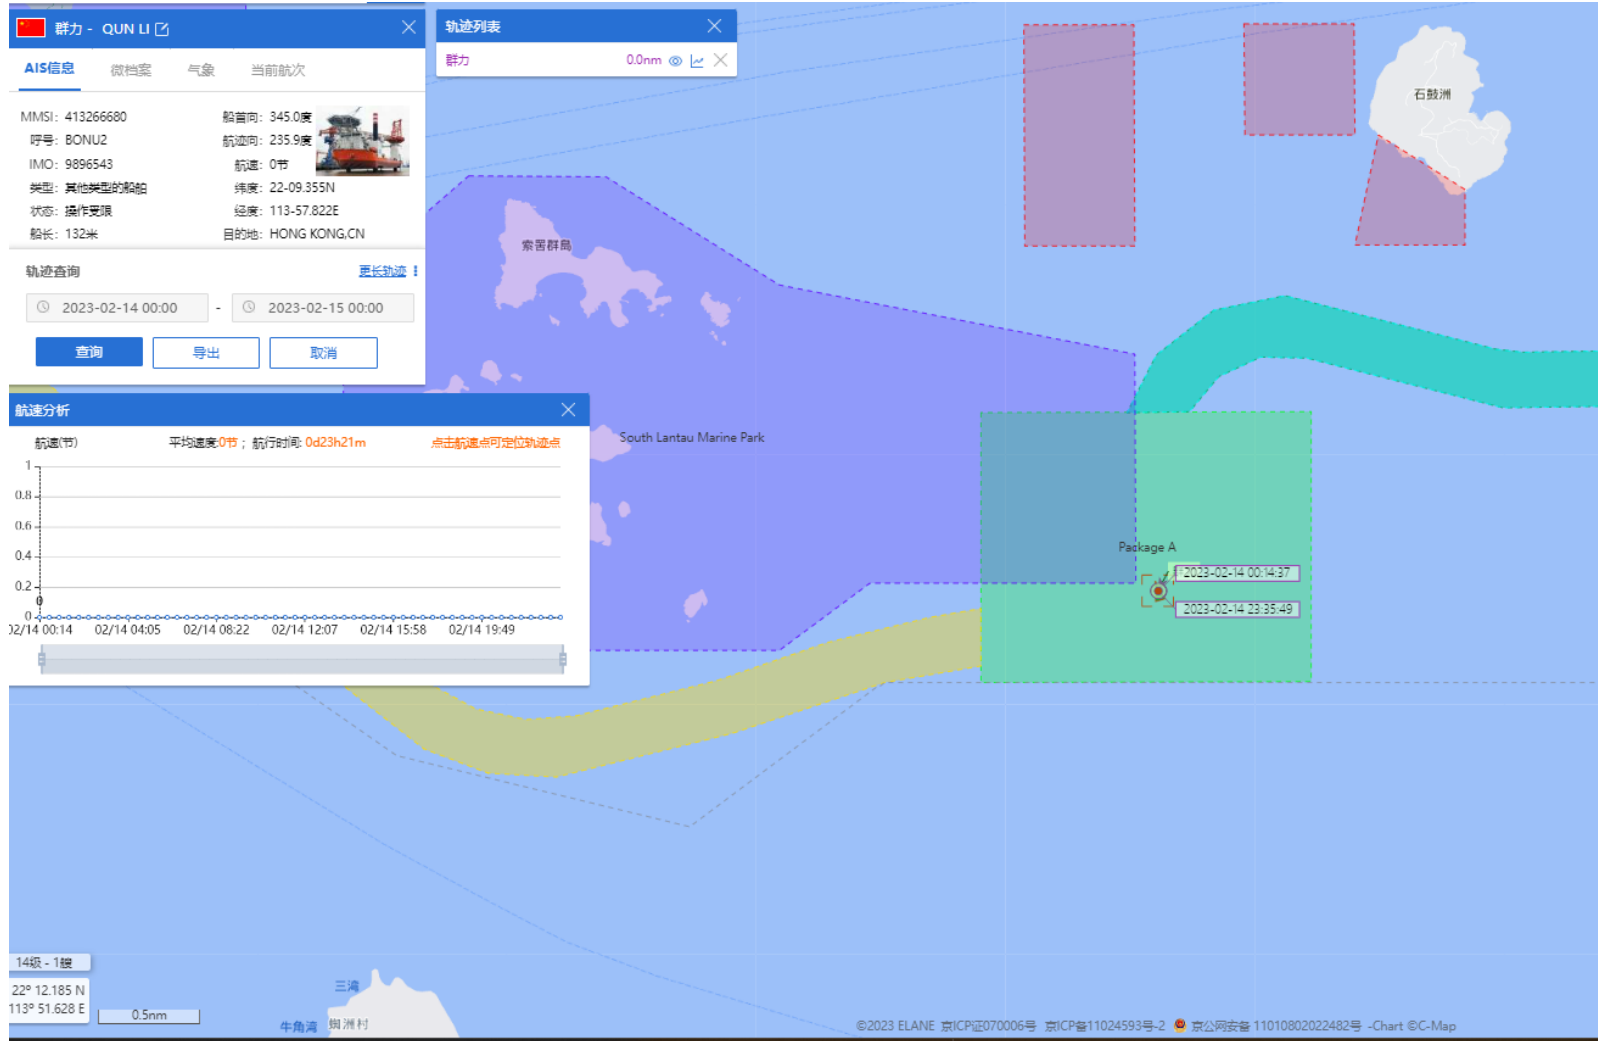 群力 - QUN LI
AIS信息 微档案 气象 当前航次
MMSI: 413266680 船首向: 345.0度
呼号: BONU2 航迹向: 235.9度
IMO: 9896543 航速: 0节
类型: 其他类型的船舶 纬度: 22-09.355N
状态: 操作受限 经度: 113-57.822E
船长: 132米 目的地: HONG KONG,CN
轨迹查询 更长轨迹
2023-02-14 00:00 - 2023-02-15 00:00
查询 导出 取消
轨迹列表
群力 0.0nm
航速分析
航速(节) 平均速度:0节 ; 航行时间: 0d23h21m 点击航速点可定位轨迹点
1
0.8
0.6
0.4
0.2
0
0
02/14 00:14 02/14 04:05 02/14 08:22 02/14 12:07 02/14 15:58 02/14 19:49
石鼓洲
索罟群岛
South Lantau Marine Park
Package A
2023-02-14 00:14:37
2023-02-14 23:35:49
14级 - 1艘
22° 12.185 N
113° 51.628 E
0.5nm
三湾
牛角湾
蜘洲村
©2023 ELANE 京ICP证070006号 京ICP备11024593号-2 京公网安备 11010802022482号 -Chart ©C-Map